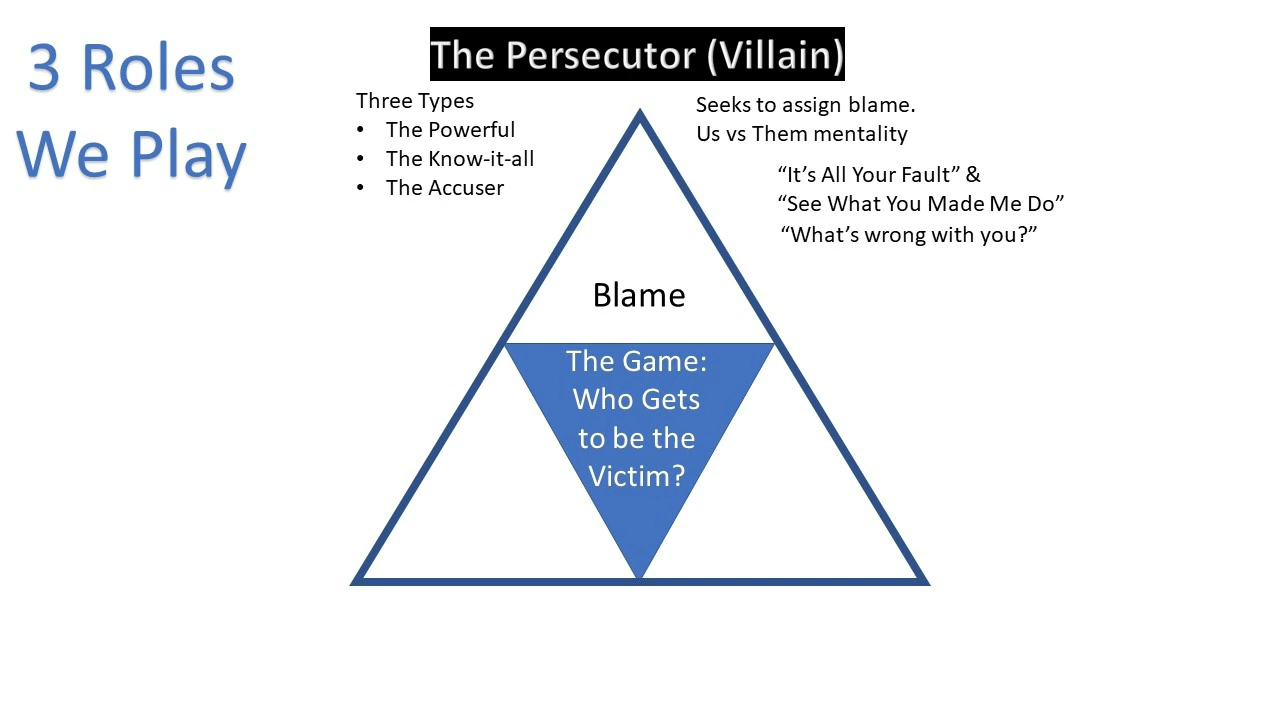 3 Roles
We Play
The Persecutor (Villain)
Three Types
• The Powerful
• The Know-it-all
• The Accuser
Seeks to assign blame.
Us vs Them mentality
“It’s All Your Fault” &
“See What You Made Me Do”
“What’s wrong with you?”
Blame
The Game:
Who Gets
to be the
Victim?